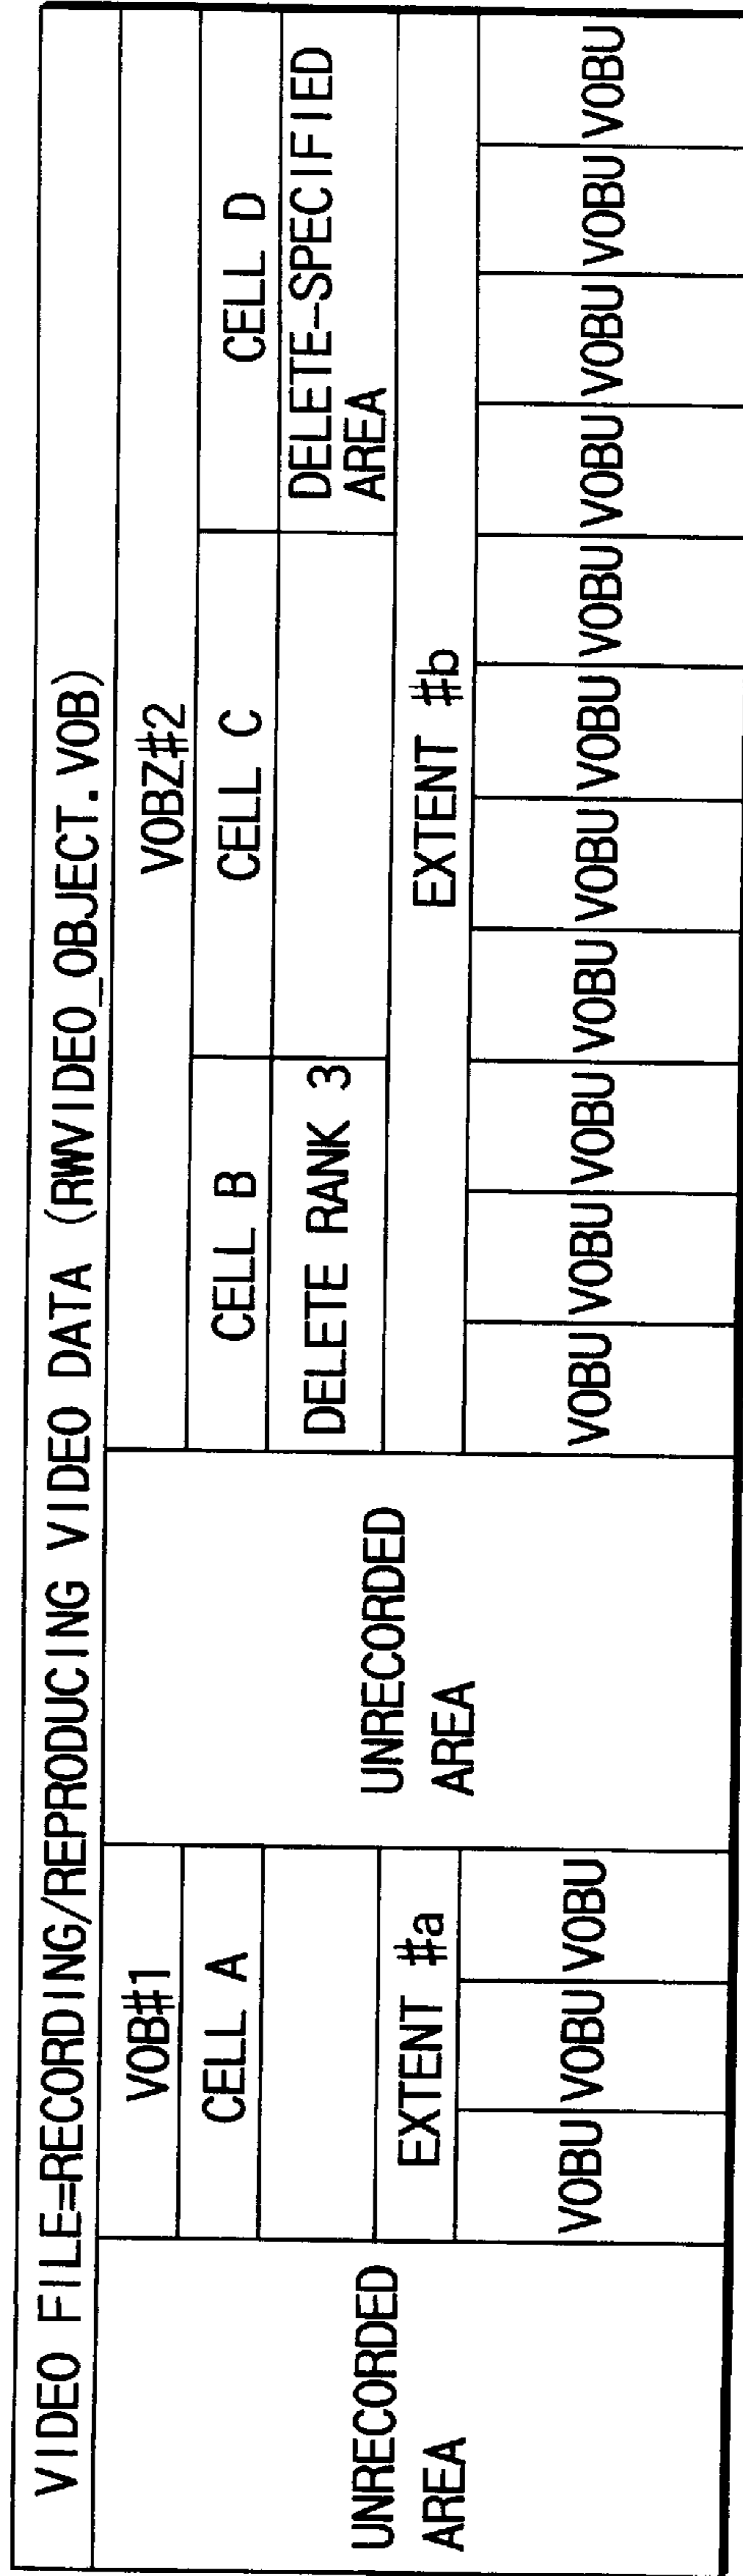 VIDEO FILE=RECORDING/REPRODUCING VIDEO DATA (RWVIDEO_OBJECT.VOB)
UNRECORDED
AREA
VOB#1
CELL A
EXTENT #a
VOBU VOBU VOBU
UNRECORDED
AREA
VOBZ#2
CELL B CELL C CELL D
DELETE RANK 3 DELETE-SPECIFIED
AREA
EXTENT #b
VOBU VOBU VOBU VOBU VOBU VOBU VOBU VOBU VOBU VOBU VOBU